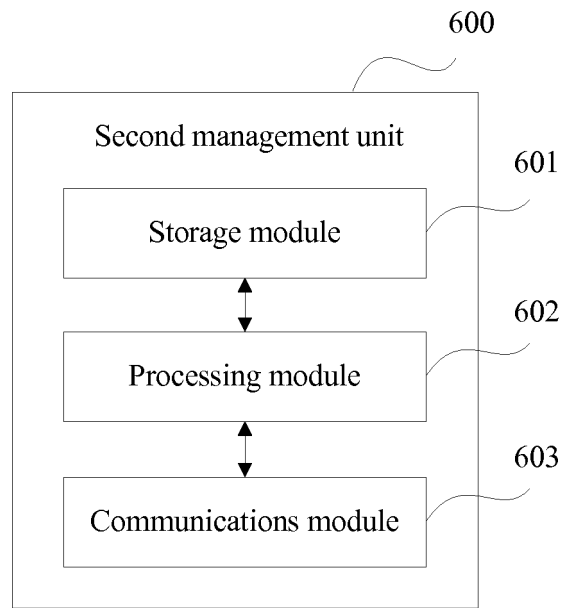 600
Second management unit
601
Storage module
602
Processing module
603
Communications module